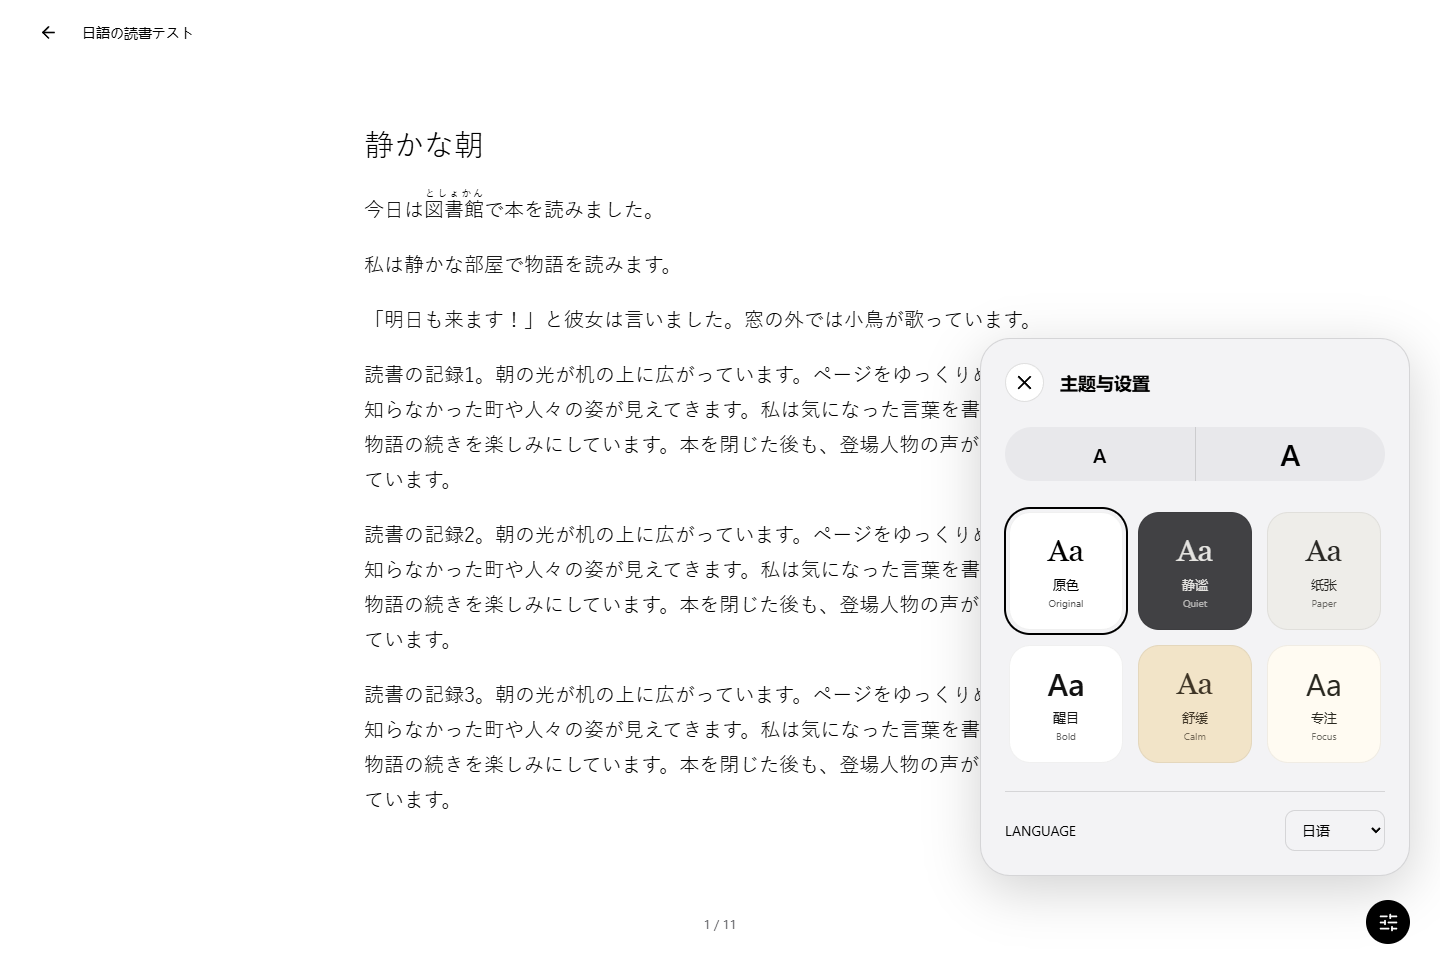 日語の読書テスト
静かな朝
としょかん
今日は図書館で本を読みました。
私は静かな部屋で物語を読みます。
「明日も来ます！」と彼女は言いました。窓の外では小鳥が歌っています。
読書の記録1。朝の光が机の上に広がっています。ページをゆっくり
知らなかった町や人々の姿が見えてきます。私は気になった言葉を書
物語の続きを楽しみにしています。本を閉じた後も、登場人物の声が
ています。
読書の記録2。朝の光が机の上に広がっています。ページをゆっくり
知らなかった町や人々の姿が見えてきます。私は気になった言葉を書
物語の続きを楽しみにしています。本を閉じた後も、登場人物の声が
ています。
読書の記録3。朝の光が机の上に広がっています。ページをゆっくり
知らなかった町や人々の姿が見えてきます。私は気になった言葉を書
物語の続きを楽しみにしています。本を閉じた後も、登場人物の声が
ています。
主题与设置
A A
Aa Aa Aa
原色 静谧 纸张
Original Quiet Paper
Aa Aa Aa
醒目 舒缓 专注
Bold Calm Focus
LANGUAGE 日语
1 / 11